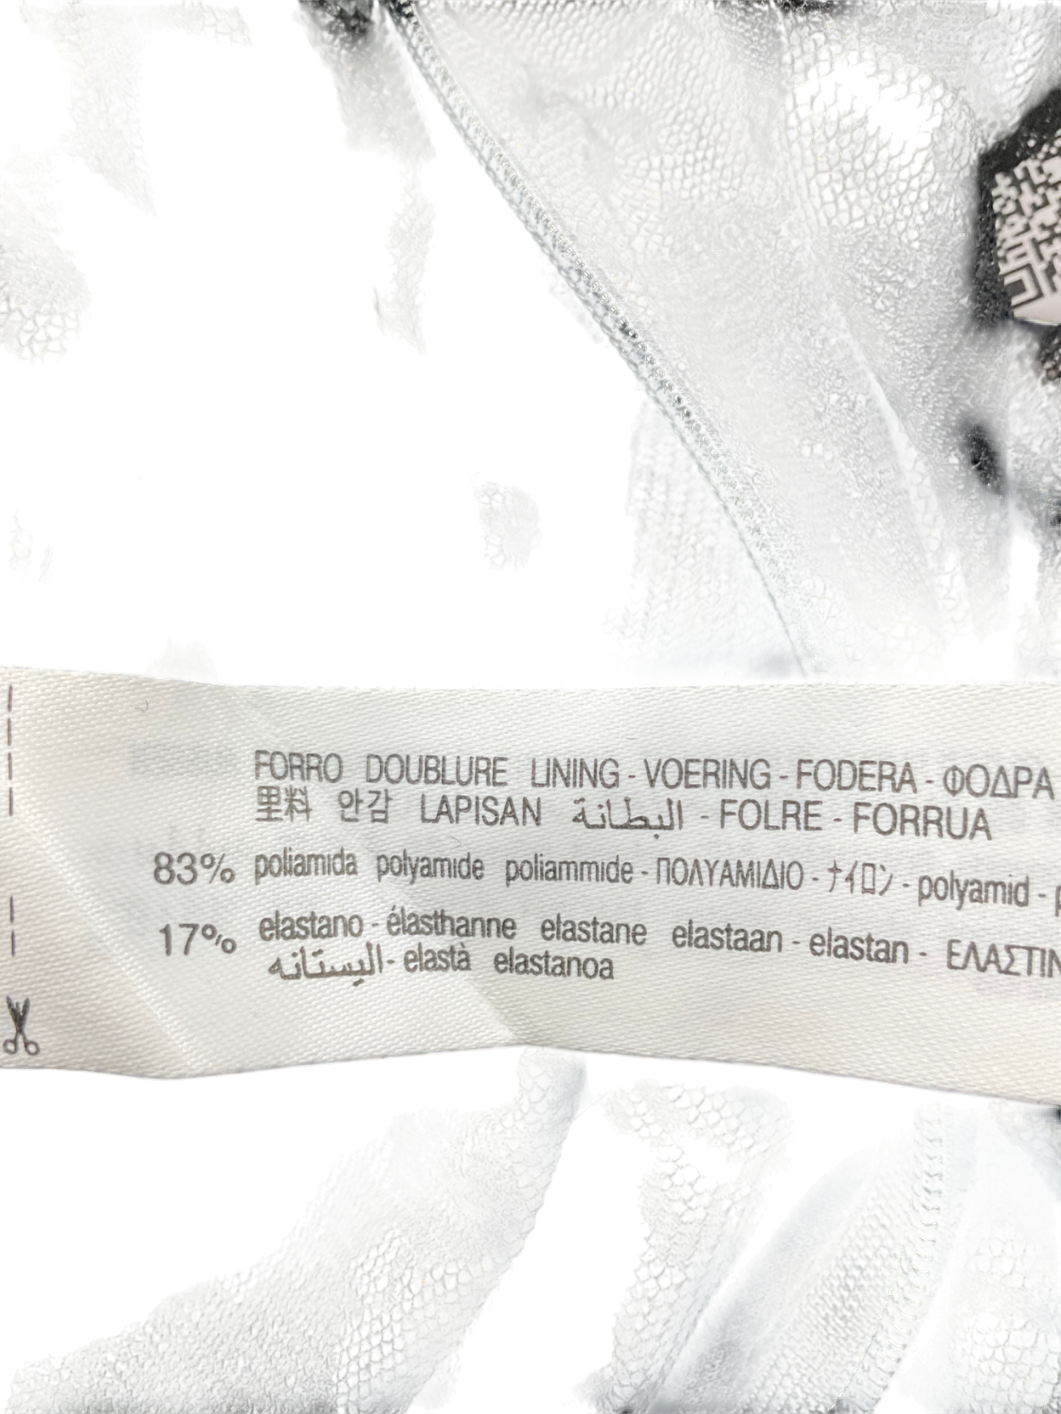 FORRO DOUBLURE LINING - VOERING - FODERA - ΦΟΔΡΑ
里料 안감 LAPISAN البطانة - FOLRE - FORRUA
83% poliamida polyamide poliammide - ΠΟΛΥΑΜΙΔΙΟ - ナイロン - polyamid -
17% elastano - élasthanne elastane elastaan - elastan -
اليستانه - elastà elastanoa